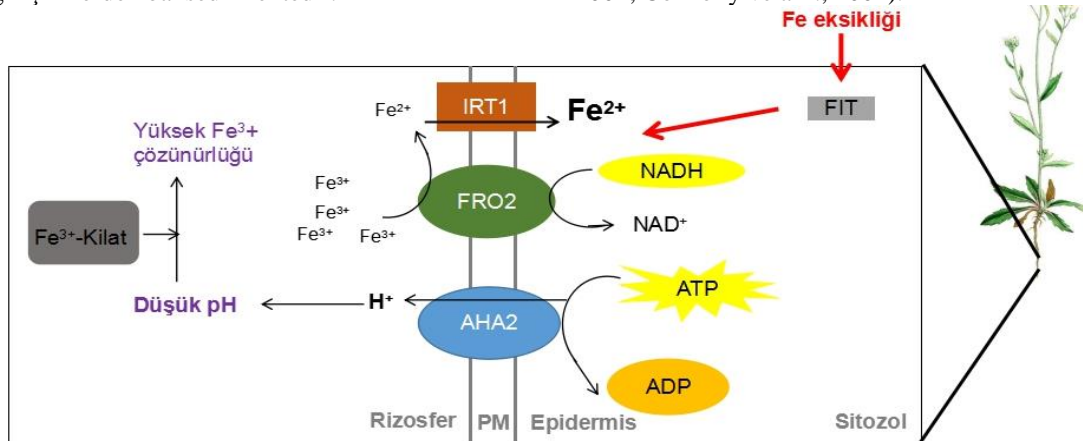 Fe eksikliği
IRT1
Fe²⁺
Fe²⁺
FIT
Yüksek Fe³+
çözünürlüğü
NADH
Fe³⁺
FRO2
Fe³⁺
Fe³⁺
Fe³⁺
NAD⁺
Fe³⁺-Kilat
ATP
Düşük pH
H⁺
AHA2
ADP
Rizosfer
PM
Epidermis
Sitozol